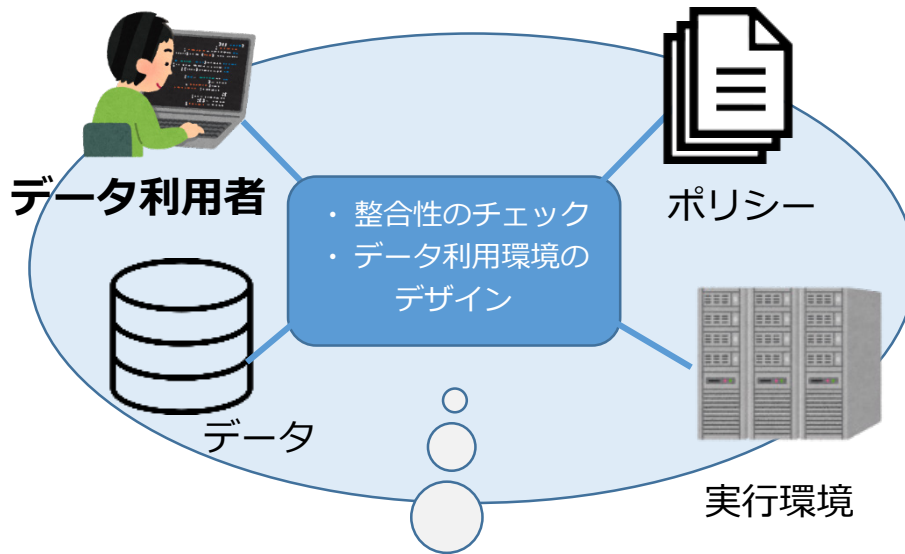 データ利用者
ポリシー
・ 整合性のチェック
・ データ利用環境の
デザイン
データ
実行環境